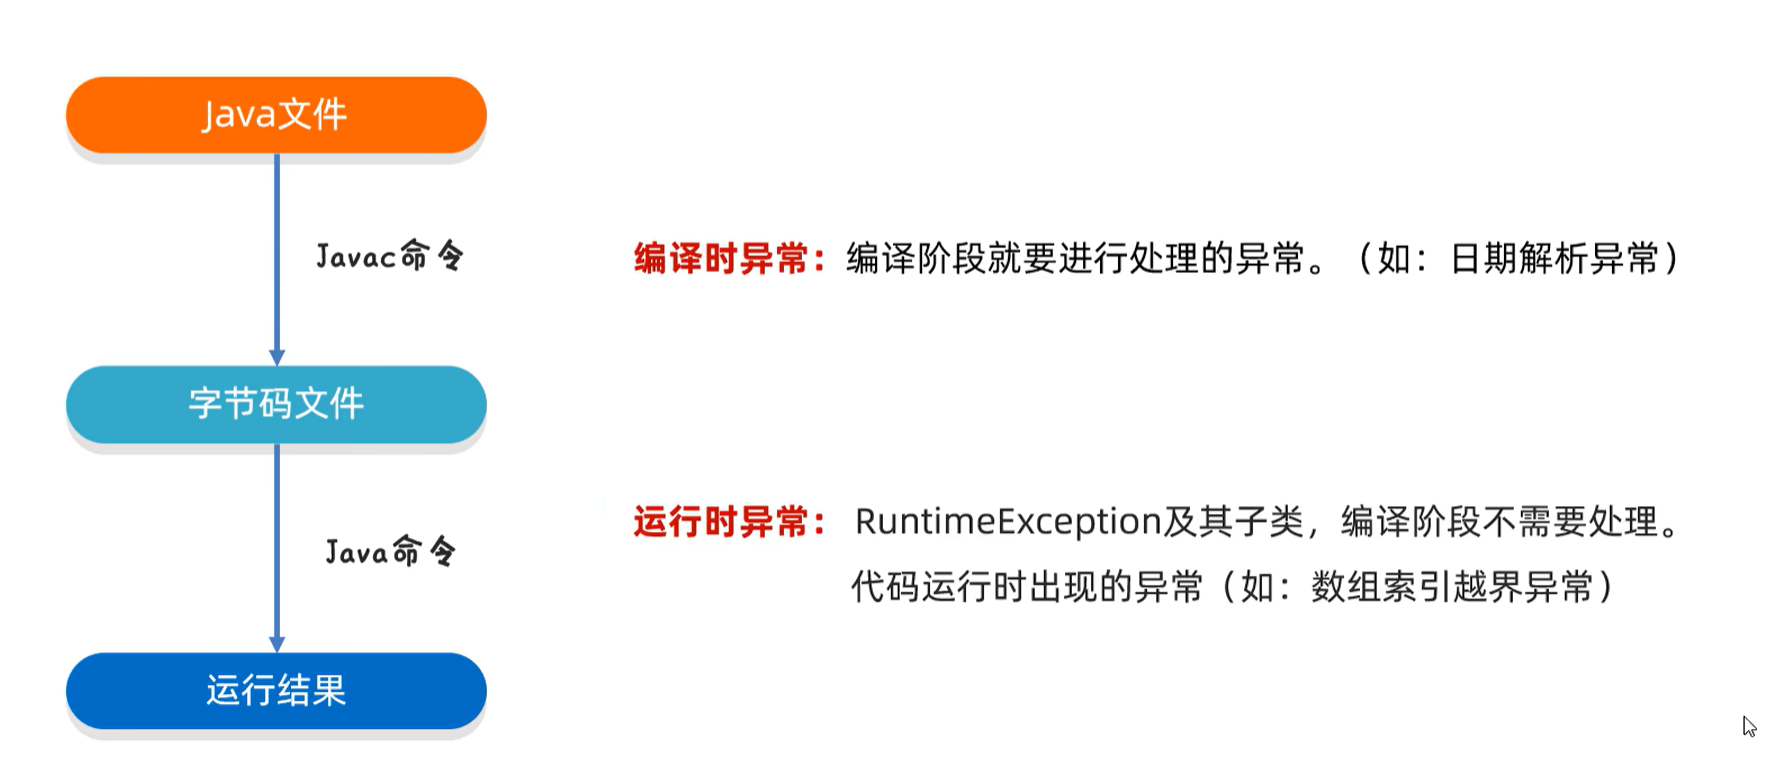 Java文件
Javac命令
编译时异常：编译阶段就要进行处理的异常。（如：日期解析异常）
字节码文件
运行时异常： RuntimeException及其子类，编译阶段不需要处理。
代码运行时出现的异常（如：数组索引越界异常）
Java命令
运行结果